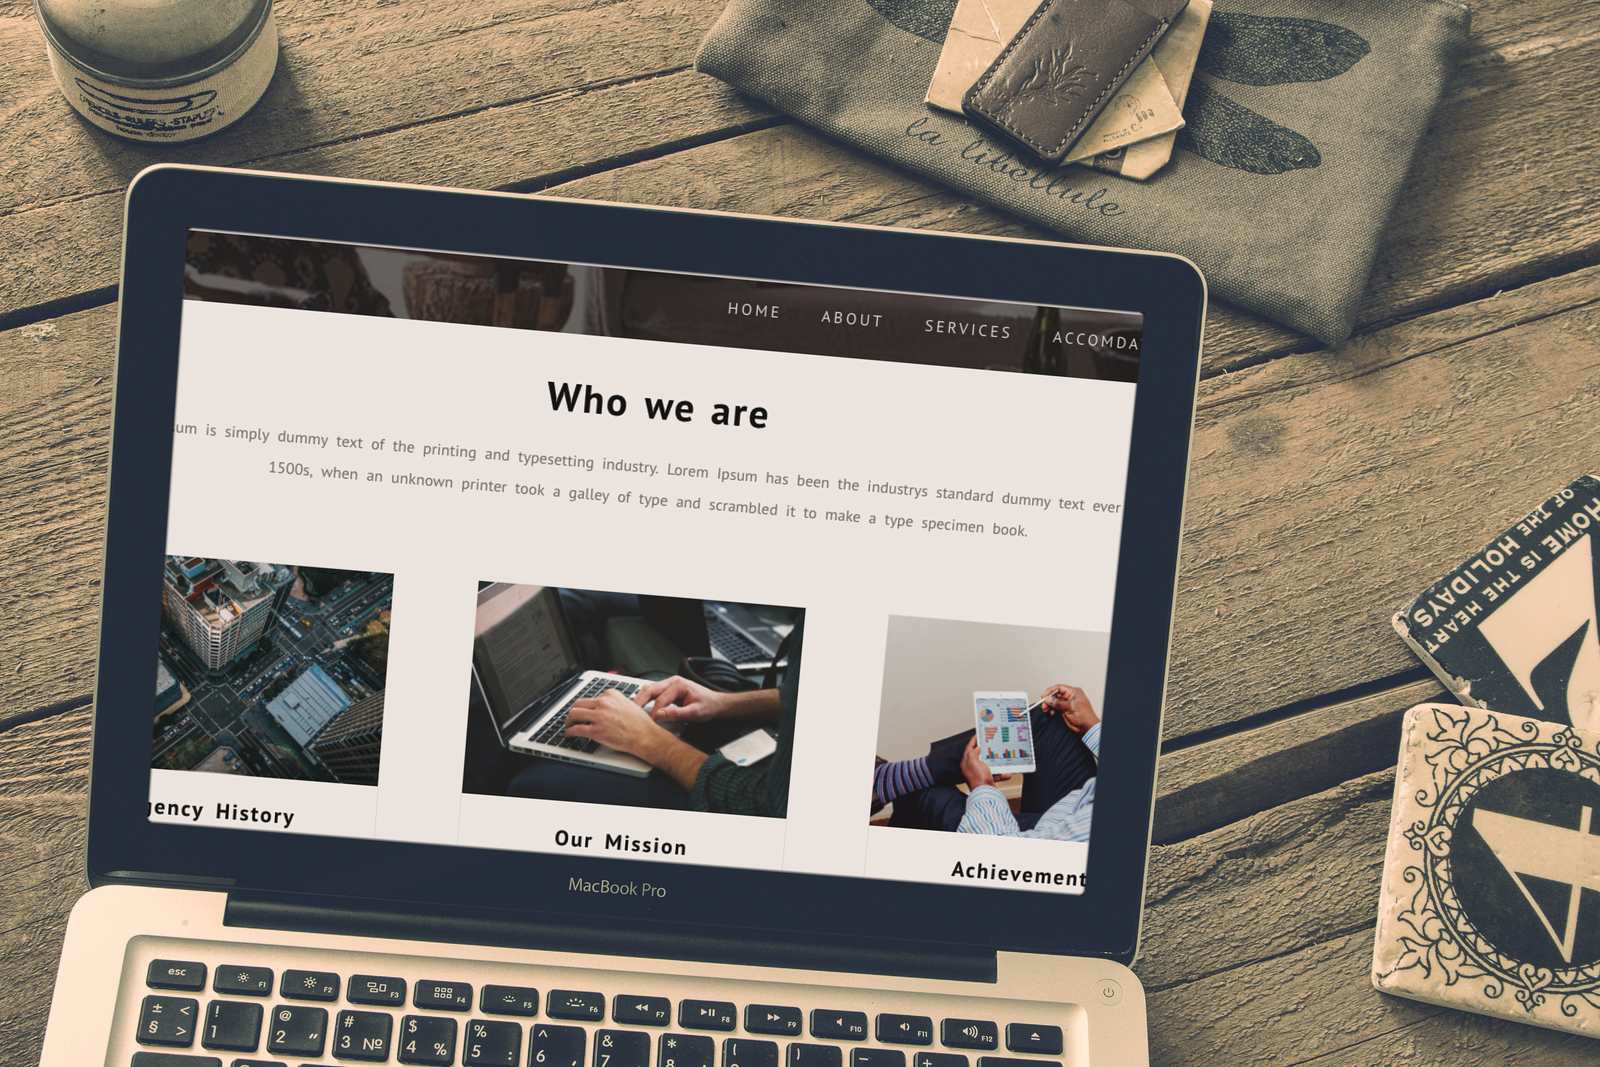 la libellule
HOME ABOUT SERVICES ACCOMDA
Who we are
um is simply dummy text of the printing and typesetting industry. Lorem Ipsum has been the industrys standard dummy text ever
1500s, when an unknown printer took a galley of type and scrambled it to make a type specimen book.
gency History
Our Mission
Achievement
MacBook Pro
HOME IS THE HEART
OF THE HOLIDAYS
esc F1 F2 F3 F4 F5 F6 F7 F8 F9 F10 F11 F12
± § < > ! 1 @ 2 “ # 3 № $ 4 % % 5 : ^ 6 , & 7 * 8 ( ) − +